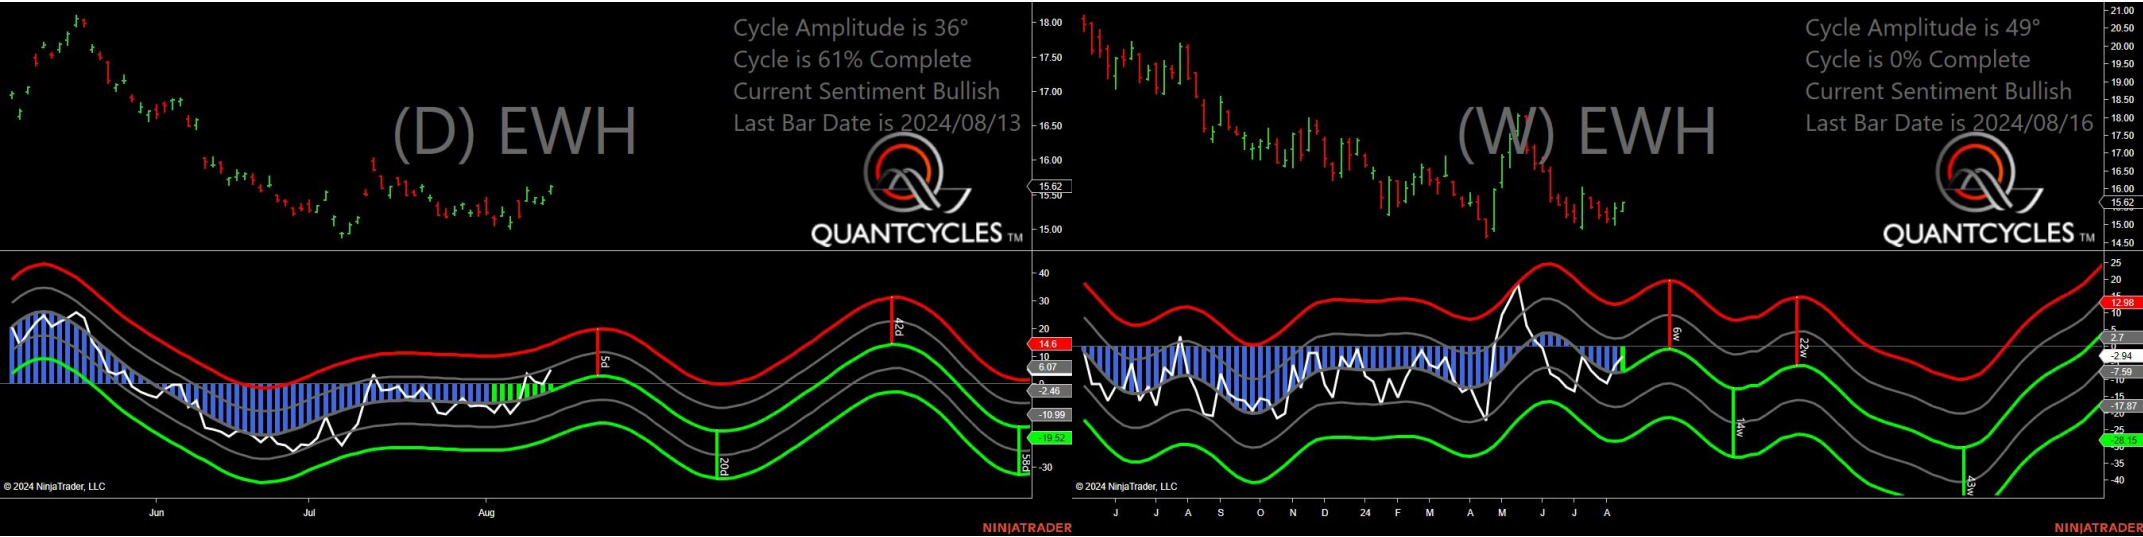 Cycle Amplitude is 36°
Cycle is 61% Complete
Current Sentiment Bullish
Last Bar Date is 2024/08/13
(D) EWH
QUANTCYCLES TM
18.00
17.50
17.00
16.50
16.00
15.62
15.50
15.00
40
30
20
14.6
10
6.07
-2.46
-10.99
-19.52
-30
5d
20d
42d
58d
© 2024 NinjaTrader, LLC
Jun Jul Aug
NINJATRADER
Cycle Amplitude is 49°
Cycle is 0% Complete
Current Sentiment Bullish
Last Bar Date is 2024/08/16
(W) EWH
QUANTCYCLES TM
21.00
20.50
20.00
19.50
19.00
18.50
18.00
17.50
17.00
16.50
16.00
15.62
15.00
14.50
25
20
12.98
10
5
2.7
-2.94
-7.59
-10
-15
-17.87
-20
-25
-28.15
-35
-40
6w
14w
22w
43w
© 2024 NinjaTrader, LLC
J J A S O N D 24 F M A M J J A
NINJATRADER